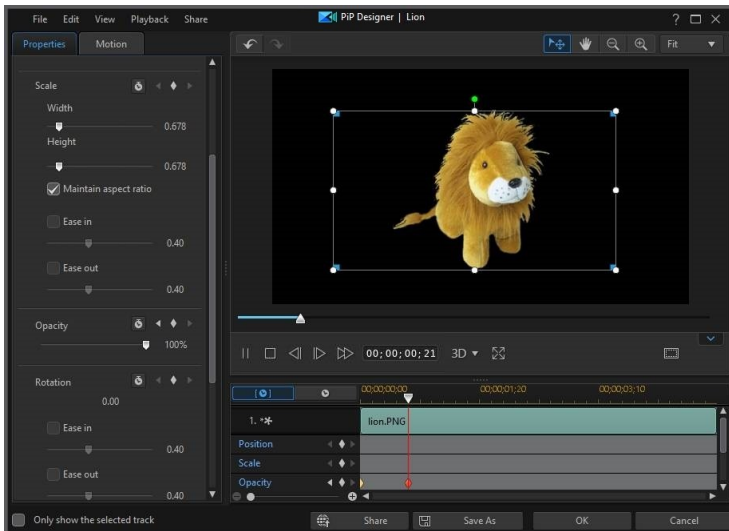 File Edit View Playback Share PiP Designer | Lion ?
Properties Motion Fit
Scale
Width
0.678
Height
0.678
Maintain aspect ratio
Ease in
0.40
Ease out
0.40
Opacity
100%
Rotation
0.00
Ease in
0.40
Ease out
0.40
00; 00; 00; 21 3D
00;00;00;00 00;00;01;20 00;00;03;10
1. lion.PNG
Position
Scale
Opacity
Only show the selected track Share Save As OK Cancel